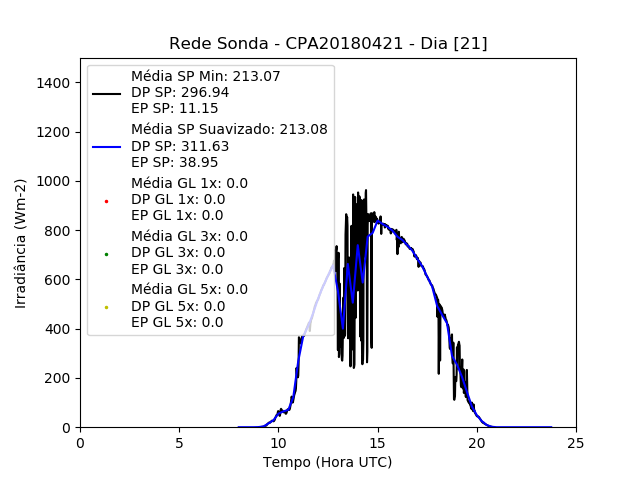 Rede Sonda - CPA20180421 - Dia [21]
Média SP Min: 213.07
DP SP: 296.94
EP SP: 11.15
Média SP Suavizado: 213.08
DP SP: 311.63
EP SP: 38.95
Média GL 1x: 0.0
DP GL 1x: 0.0
EP GL 1x: 0.0
Média GL 3x: 0.0
DP GL 3x: 0.0
EP GL 3x: 0.0
Média GL 5x: 0.0
DP GL 5x: 0.0
EP GL 5x: 0.0
Irradiância (Wm-2)
1400
1200
1000
800
600
400
200
0
0 5 10 15 20 25
Tempo (Hora UTC)